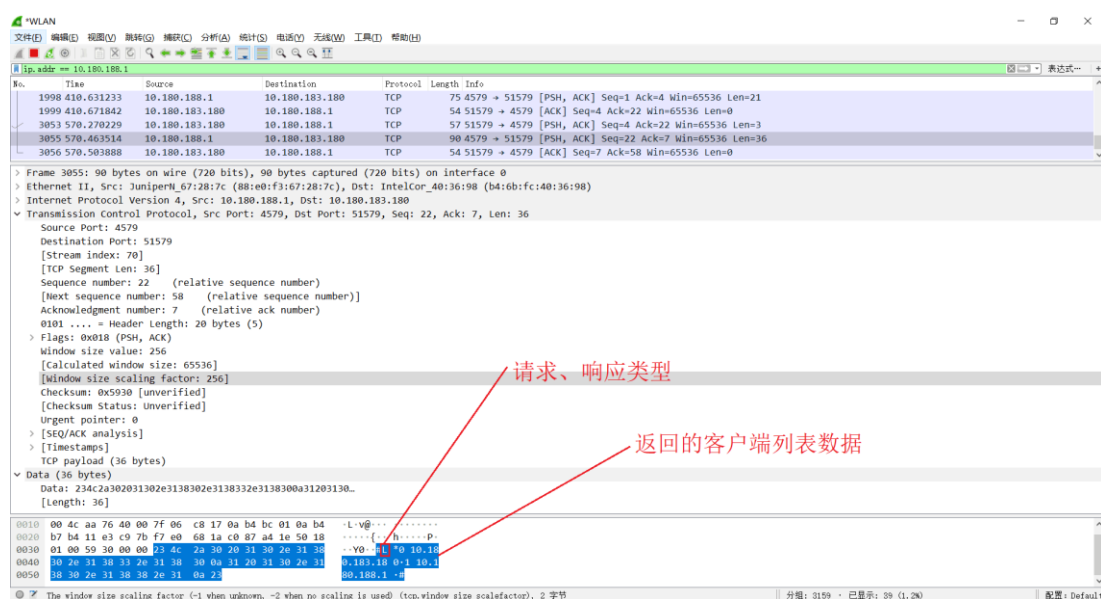 *WLAN
文件(F) 编辑(E) 视图(V) 跳转(G) 捕获(C) 分析(A) 统计(S) 电话(Y) 无线(W) 工具(T) 帮助(H)
ip.addr == 10.180.188.1 表达式… +
No. Time Source Destination Protocol Length Info
1998 410.631233 10.180.188.1 10.180.183.180 TCP 75 4579 → 51579 [PSH, ACK] Seq=1 Ack=4 Win=65536 Len=21
1999 410.671842 10.180.183.180 10.180.188.1 TCP 54 51579 → 4579 [ACK] Seq=4 Ack=22 Win=65536 Len=0
3053 570.270229 10.180.183.180 10.180.188.1 TCP 57 51579 → 4579 [PSH, ACK] Seq=4 Ack=22 Win=65536 Len=3
3055 570.463514 10.180.188.1 10.180.183.180 TCP 90 4579 → 51579 [PSH, ACK] Seq=22 Ack=7 Win=65536 Len=36
3056 570.503888 10.180.183.180 10.180.188.1 TCP 54 51579 → 4579 [ACK] Seq=7 Ack=58 Win=65536 Len=0
> Frame 3055: 90 bytes on wire (720 bits), 90 bytes captured (720 bits) on interface 0
> Ethernet II, Src: JuniperN_67:28:7c (88:e0:f3:67:28:7c), Dst: IntelCor_40:36:98 (b4:6b:fc:40:36:98)
> Internet Protocol Version 4, Src: 10.180.188.1, Dst: 10.180.183.180
Transmission Control Protocol, Src Port: 4579, Dst Port: 51579, Seq: 22, Ack: 7, Len: 36
Source Port: 4579
Destination Port: 51579
[Stream index: 70]
[TCP Segment Len: 36]
Sequence number: 22 (relative sequence number)
[Next sequence number: 58 (relative sequence number)]
Acknowledgment number: 7 (relative ack number)
0101 .... = Header Length: 20 bytes (5)
> Flags: 0x018 (PSH, ACK)
Window size value: 256
[Calculated window size: 65536]
[Window size scaling factor: 256]
请求、响应类型
Checksum: 0x5930 [unverified]
[Checksum Status: Unverified]
Urgent pointer: 0
> [SEQ/ACK analysis]
返回的客户端列表数据
> [Timestamps]
TCP payload (36 bytes)
Data (36 bytes)
Data: 234c2a302031302e3138302e3138332e3138300a31203130…
[Length: 36]
0010 00 4c aa 76 40 00 7f 06 c8 17 0a b4 bc 01 0a b4 ·L·v@··· ········
0020 b7 b4 11 e3 c9 7b f7 e0 68 1a c0 87 a4 1e 50 18 ·····{·· h·····P·
0030 01 00 59 30 00 00 23 4c 2a 30 20 31 30 2e 31 38 ··Y0··#L *0 10.18
0040 30 2e 31 38 33 2e 31 38 30 0a 31 20 31 30 2e 31 0.183.18 0·1 10.1
0050 38 30 2e 31 38 38 2e 31 0a 23 80.188.1 ·#
The window size scaling factor (-1 when unknown, -2 when no scaling is used) (tcp.window_size_scalefactor), 2 字节 分组: 3159 · 已显示: 39 (1.2%) 配置: Default